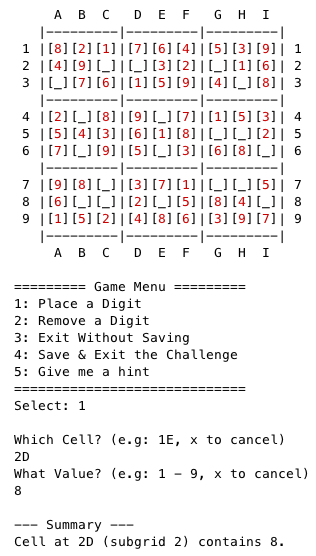 A  B  C   D  E  F   G  H  I
   |---------|---------|---------|
 1 |[8][2][1]|[7][6][4]|[5][3][9]| 1
 2 |[4][9][_]|[_][3][2]|[_][1][6]| 2
 3 |[_][7][6]|[1][5][9]|[4][_][8]| 3
   |---------|---------|---------|
 4 |[2][_][8]|[9][_][7]|[1][5][3]| 4
 5 |[5][4][3]|[6][1][8]|[_][_][2]| 5
 6 |[7][_][9]|[5][_][3]|[6][8][_]| 6
   |---------|---------|---------|
 7 |[9][8][_]|[3][7][1]|[_][_][5]| 7
 8 |[6][_][_]|[2][_][5]|[8][4][_]| 8
 9 |[1][5][2]|[4][8][6]|[3][9][7]| 9
   |---------|---------|---------|
     A  B  C   D  E  F   G  H  I

========= Game Menu =========
1: Place a Digit
2: Remove a Digit
3: Exit Without Saving
4: Save & Exit the Challenge
5: Give me a hint
=============================
Select: 1

Which Cell? (e.g: 1E, x to cancel)
2D
What Value? (e.g: 1 - 9, x to cancel)
8

--- Summary ---
Cell at 2D (subgrid 2) contains 8.